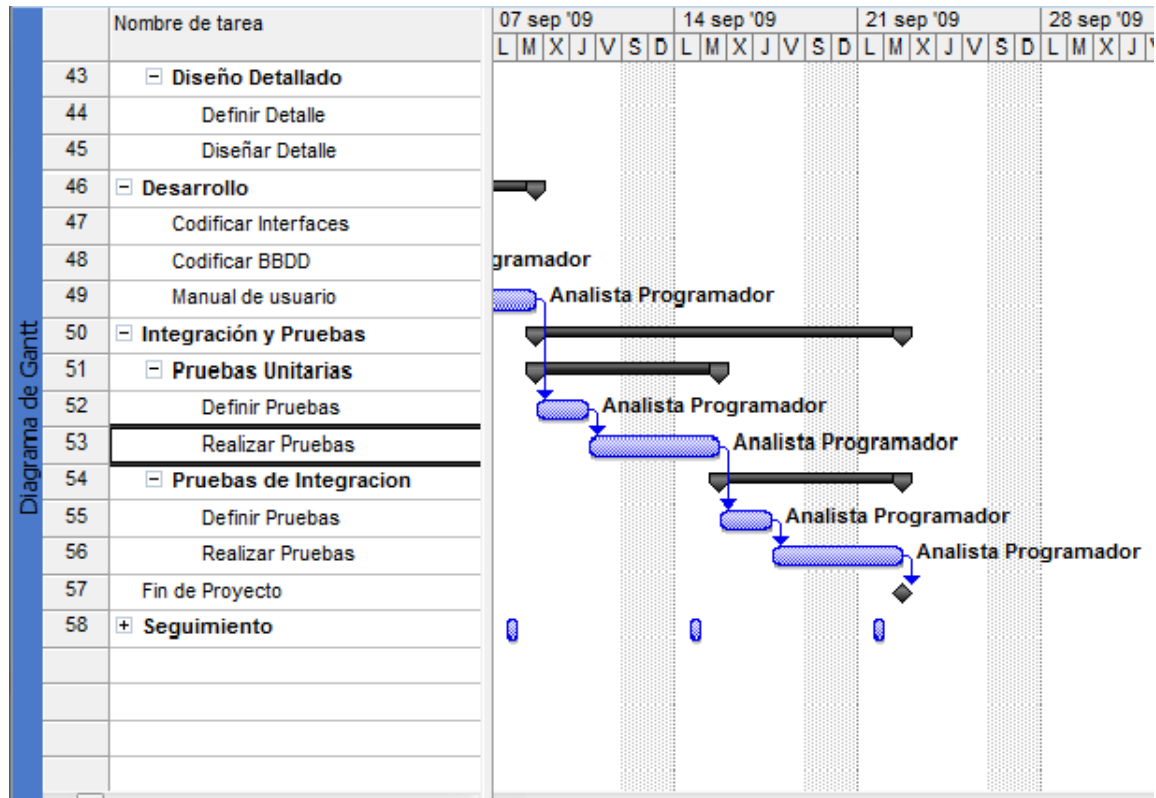 Diagrama de Gantt
Nombre de tarea
07 sep '09 14 sep '09 21 sep '09 28 sep '09
L M X J V S D L M X J V S D L M X J V S D L M X J
43 Diseño Detallado
44 Definir Detalle
45 Diseñar Detalle
46 Desarrollo
47 Codificar Interfaces
48 Codificar BBDD gramador
49 Manual de usuario Analista Programador
50 Integración y Pruebas
51 Pruebas Unitarias
52 Definir Pruebas Analista Programador
53 Realizar Pruebas Analista Programador
54 Pruebas de Integracion
55 Definir Pruebas Analista Programador
56 Realizar Pruebas Analista Programador
57 Fin de Proyecto
58 Seguimiento